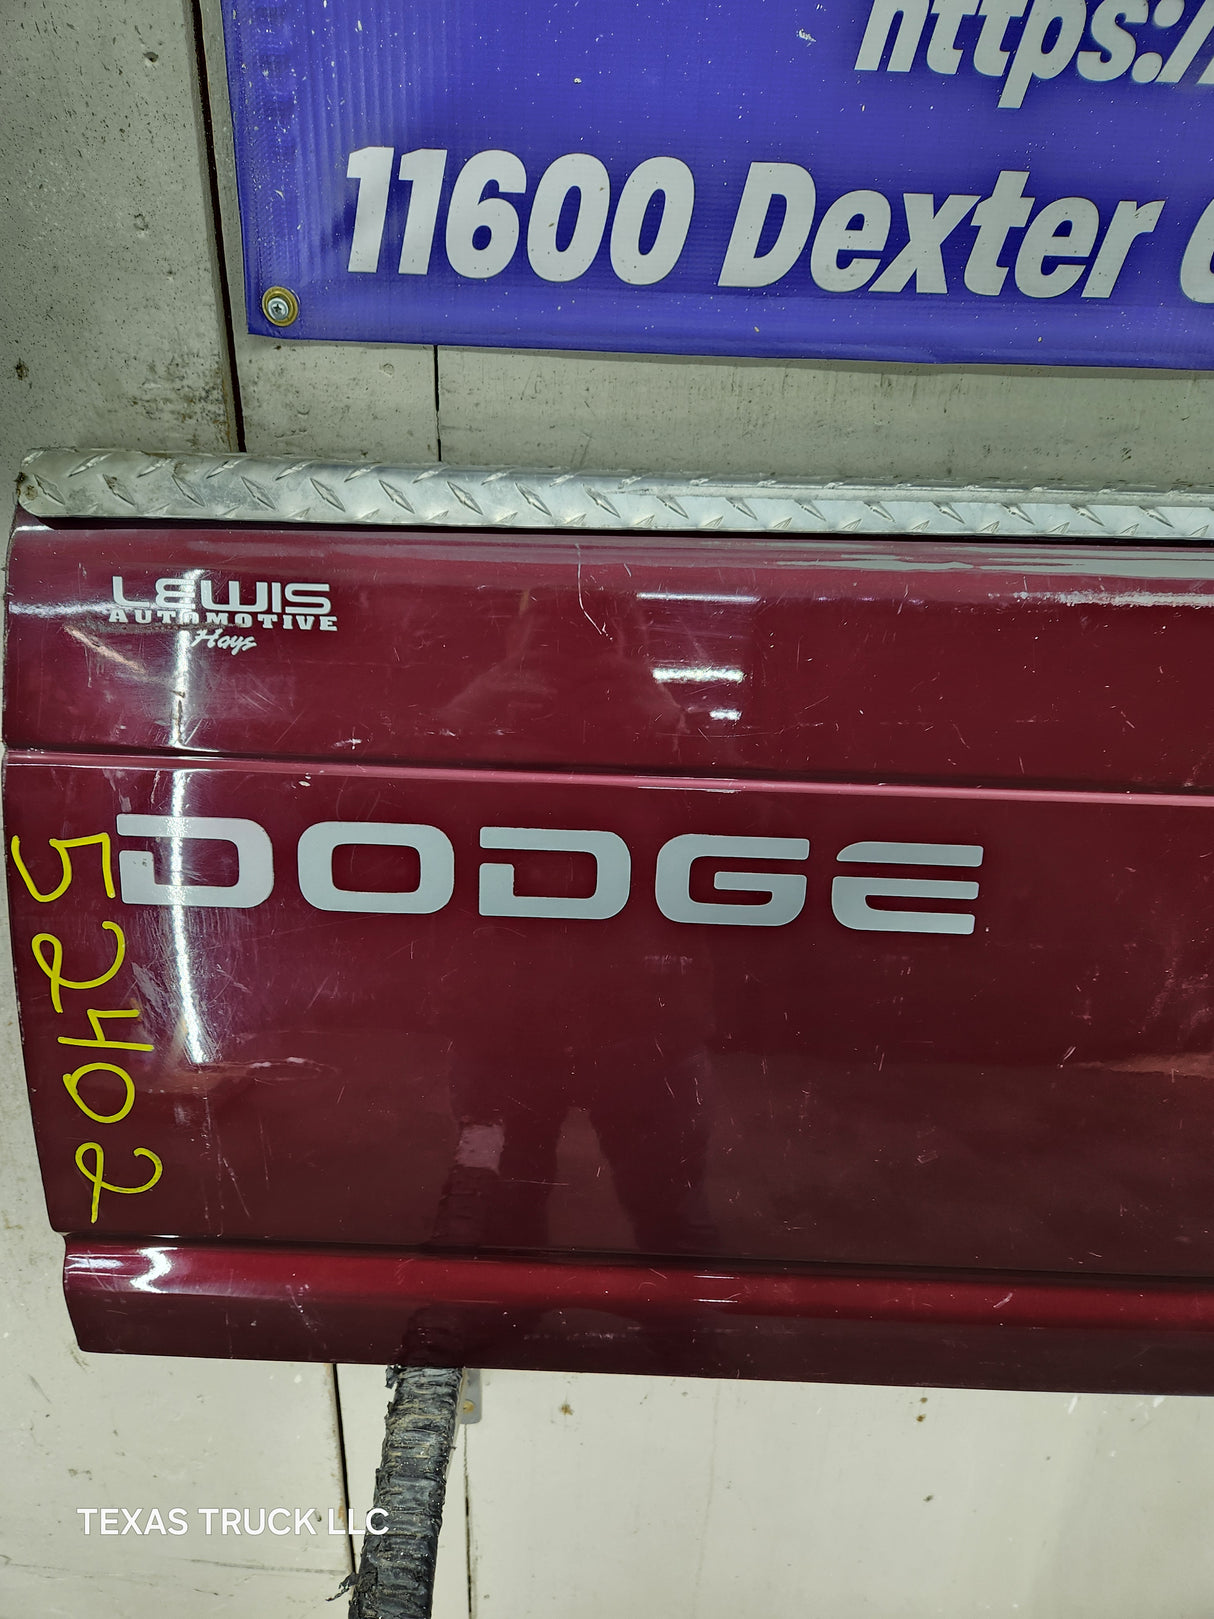 https:/
11600 Dexter
LEWIS
AUTOMOTIVE
Hays
DODGE
52402
TEXAS TRUCK LLC